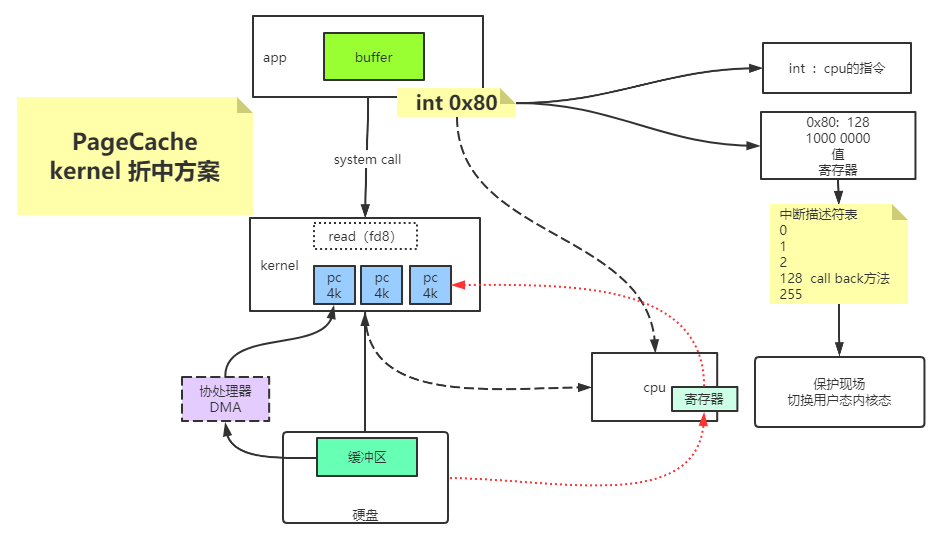 app
buffer
int 0x80
int ：cpu的指令
PageCache
kernel 折中方案
0x80:  128
1000 0000
值
寄存器
system call
中断描述符表
0
1
2
128  call back方法
255
read（fd8）
kernel
pc
4k
pc
4k
pc
4k
协处理器
DMA
cpu
寄存器
保护现场
切换用户态内核态
缓冲区
硬盘